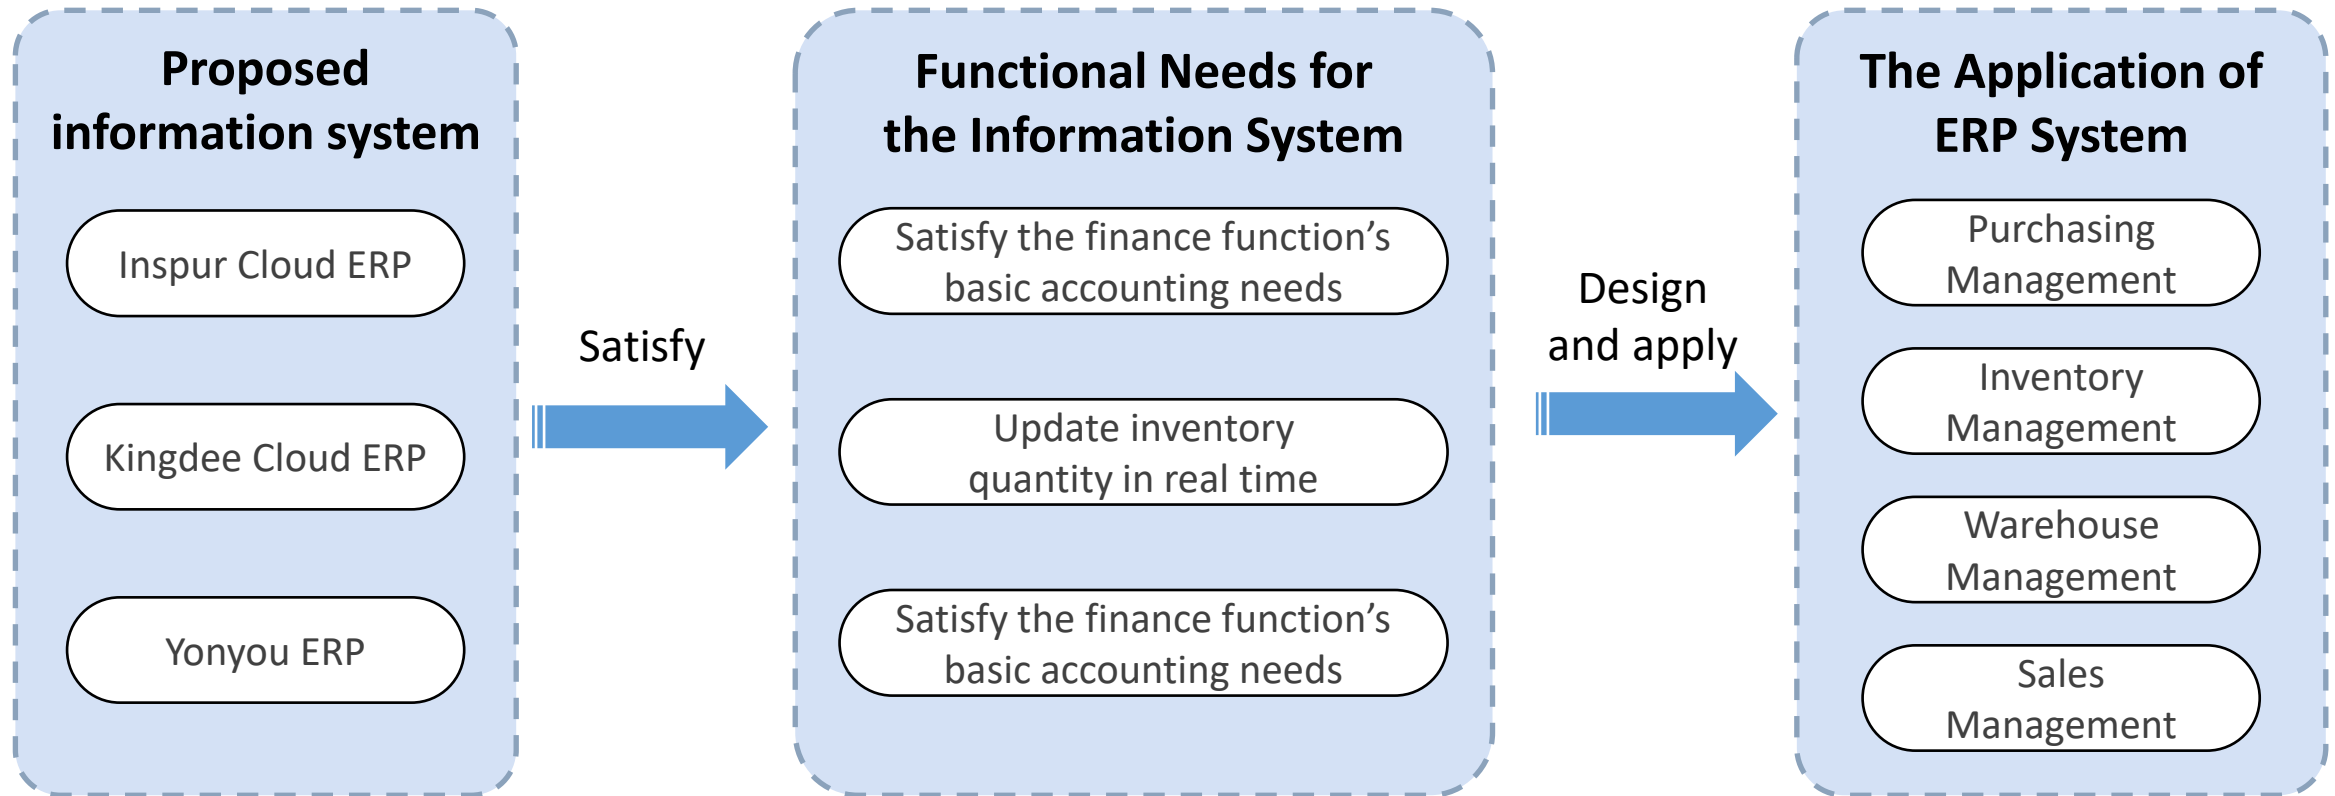 Proposed
information system
Inspur Cloud ERP
Kingdee Cloud ERP
Yonyou ERP
Satisfy
Functional Needs for
the Information System
Satisfy the finance function’s
basic accounting needs
Update inventory
quantity in real time
Satisfy the finance function’s
basic accounting needs
Design
and apply
The Application of
ERP System
Purchasing
Management
Inventory
Management
Warehouse
Management
Sales
Management